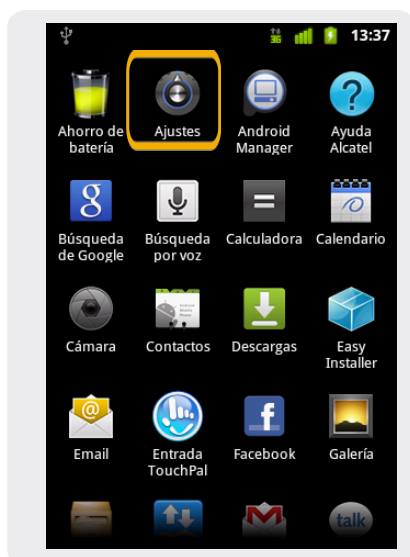 3G 13:37
Ahorro de batería
Ajustes
Android Manager
Ayuda Alcatel
Búsqueda de Google
Búsqueda por voz
Calculadora
Calendario
Cámara
Contactos
Descargas
Easy Installer
Email
Entrada TouchPal
Facebook
Galería
talk